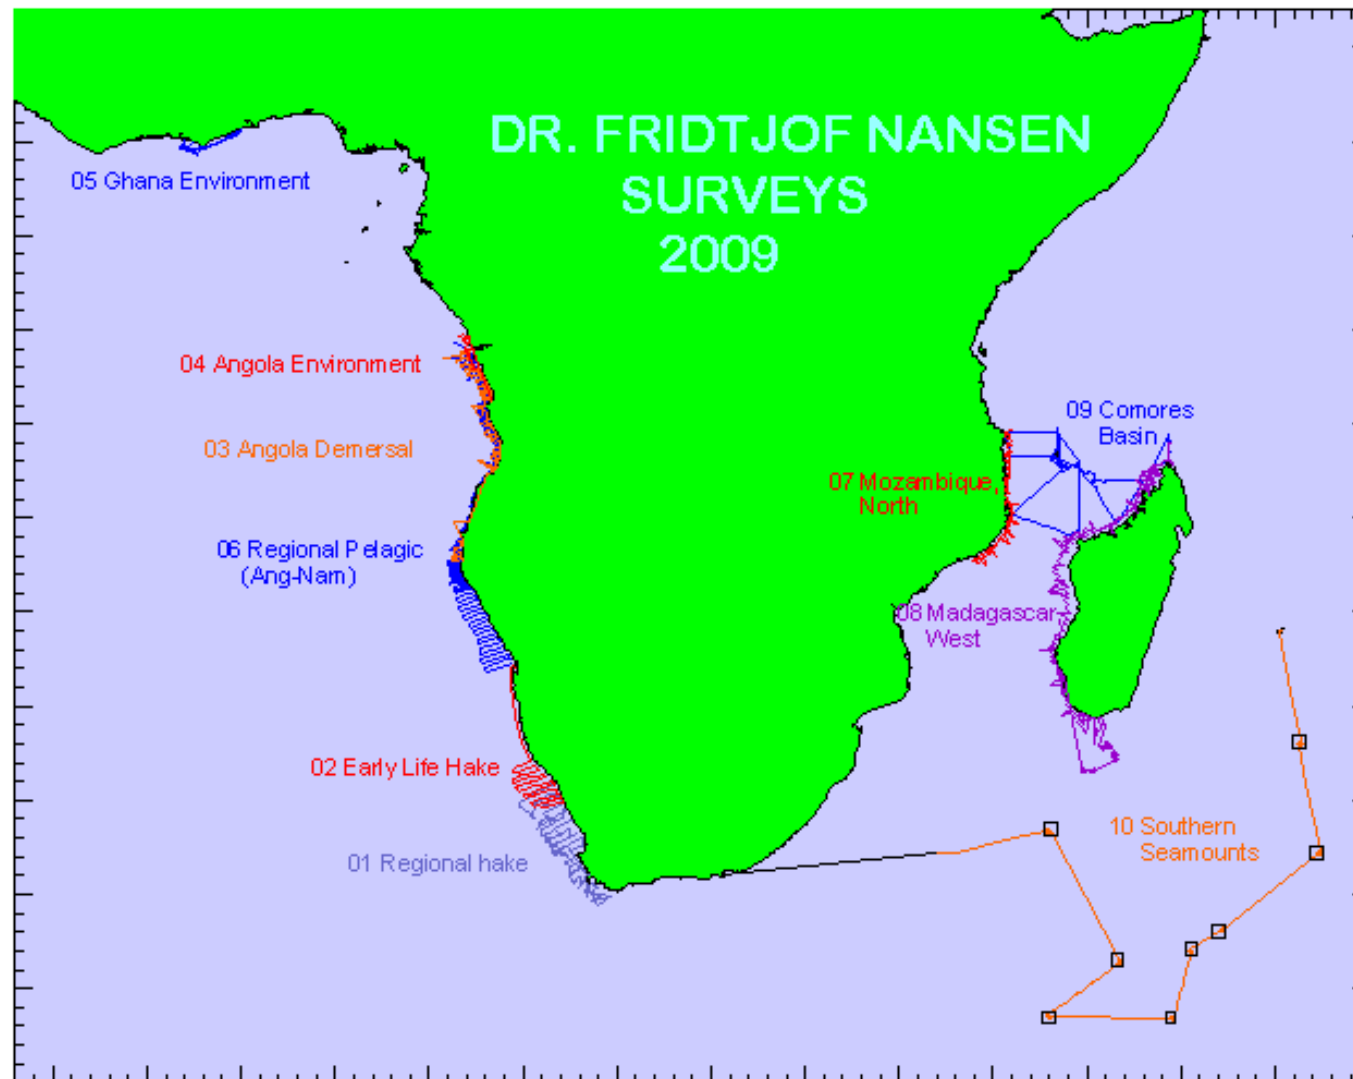 DR. FRIDTJOF NANSEN
SURVEYS
2009
05 Ghana Environment
04 Angola Environment
03 Angola Demersal
06 Regional Pelagic
(Ang-Nam)
02 Early Life Hake
01 Regional hake
09 Comores
Basin
07 Mozambique,
North
08 Madagascar
West
10 Southern
Seamounts